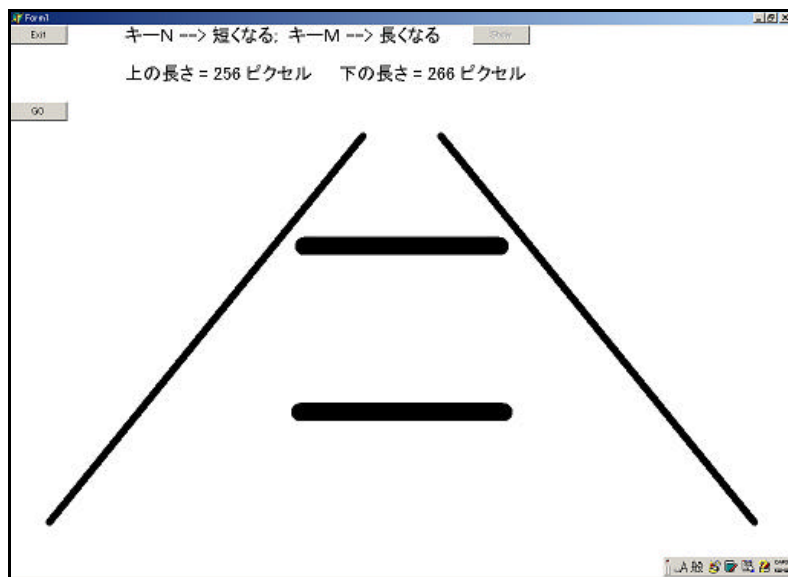 Form1
Exit
キーN --> 短くなる; キーM --> 長くなる
Show
上の長さ = 256 ピクセル 下の長さ = 266 ピクセル
GO